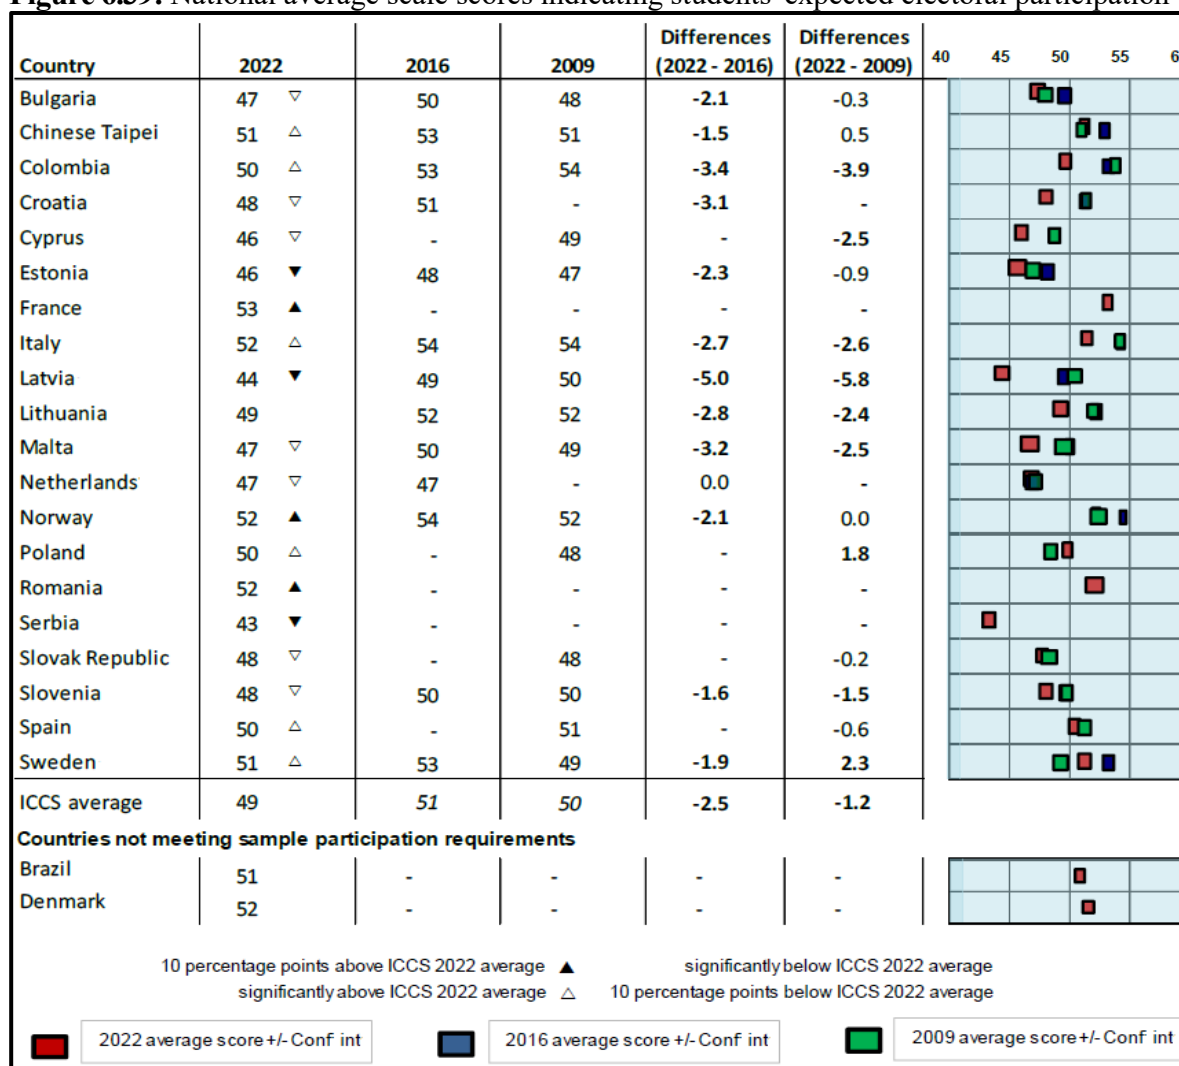 Figure 6.39: National average scale scores indicating students' expected electoral participation
Country 2022 2016 2009 Differences (2022 - 2016) Differences (2022 - 2009) 40 45 50 55 6
Bulgaria 47 ▽ 50 48 -2.1 -0.3
Chinese Taipei 51 △ 53 51 -1.5 0.5
Colombia 50 △ 53 54 -3.4 -3.9
Croatia 48 ▽ 51 - -3.1 -
Cyprus 46 ▽ - 49 - -2.5
Estonia 46 ▼ 48 47 -2.3 -0.9
France 53 ▲ - - - -
Italy 52 △ 54 54 -2.7 -2.6
Latvia 44 ▼ 49 50 -5.0 -5.8
Lithuania 49 52 52 -2.8 -2.4
Malta 47 ▽ 50 49 -3.2 -2.5
Netherlands 47 ▽ 47 - 0.0 -
Norway 52 ▲ 54 52 -2.1 0.0
Poland 50 △ - 48 - 1.8
Romania 52 ▲ - - - -
Serbia 43 ▼ - - - -
Slovak Republic 48 ▽ - 48 - -0.2
Slovenia 48 ▽ 50 50 -1.6 -1.5
Spain 50 △ - 51 - -0.6
Sweden 51 △ 53 49 -1.9 2.3
ICCS average 49 51 50 -2.5 -1.2
Countries not meeting sample participation requirements
Brazil 51 - - - -
Denmark 52 - - - -
10 percentage points above ICCS 2022 average ▲ significantly below ICCS 2022 average
significantly above ICCS 2022 average △ 10 percentage points below ICCS 2022 average
2022 average score +/- Conf int 2016 average score +/- Conf int 2009 average score +/- Conf int